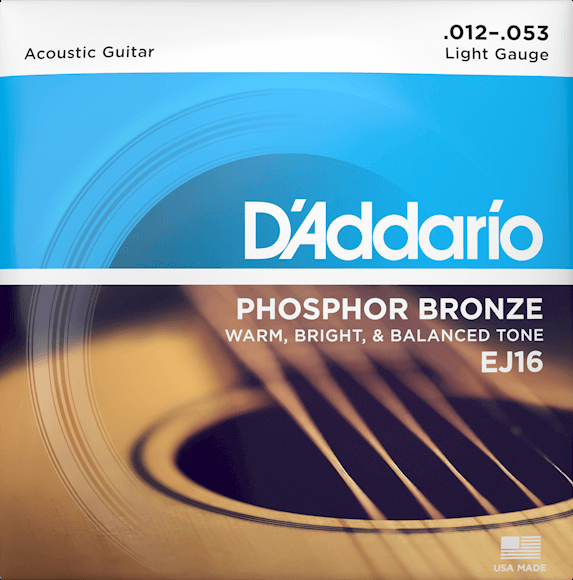 Acoustic Guitar
.012–.053
Light Gauge
D'Addario
PHOSPHOR BRONZE
WARM, BRIGHT, & BALANCED TONE
EJ16
USA MADE